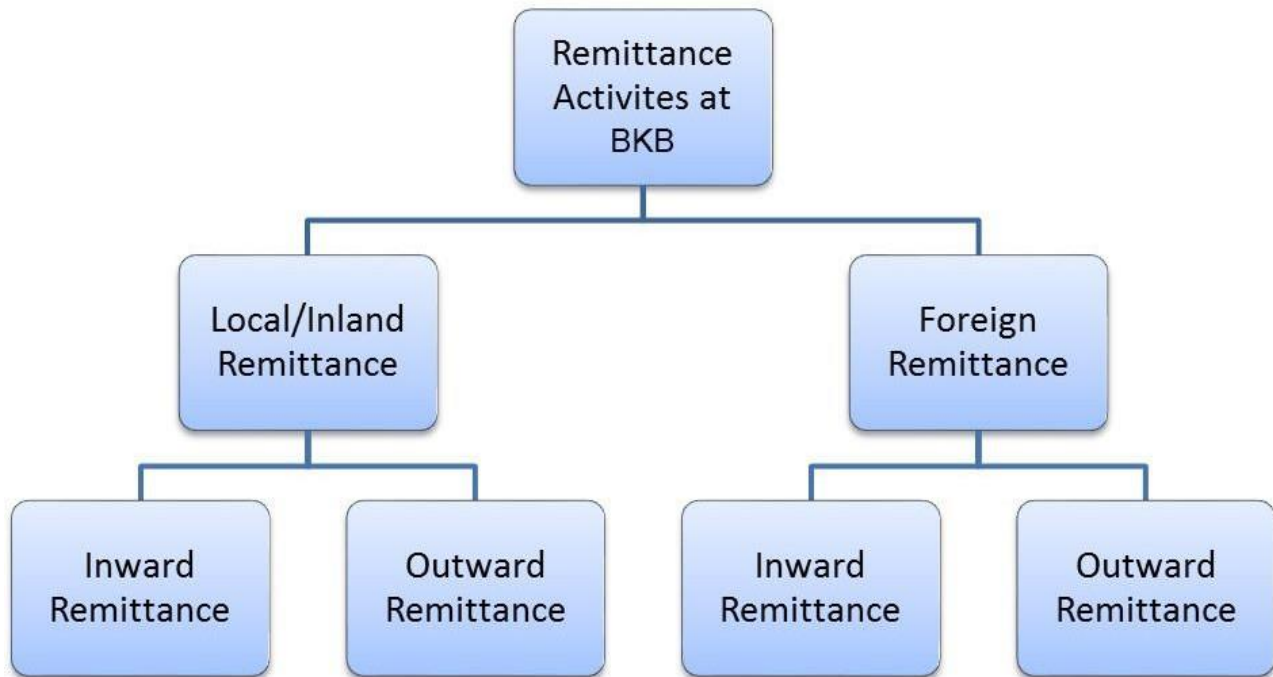 Remittance
Activites at
BKB
Local/Inland
Remittance
Foreign
Remittance
Inward
Remittance
Outward
Remittance
Inward
Remittance
Outward
Remittance